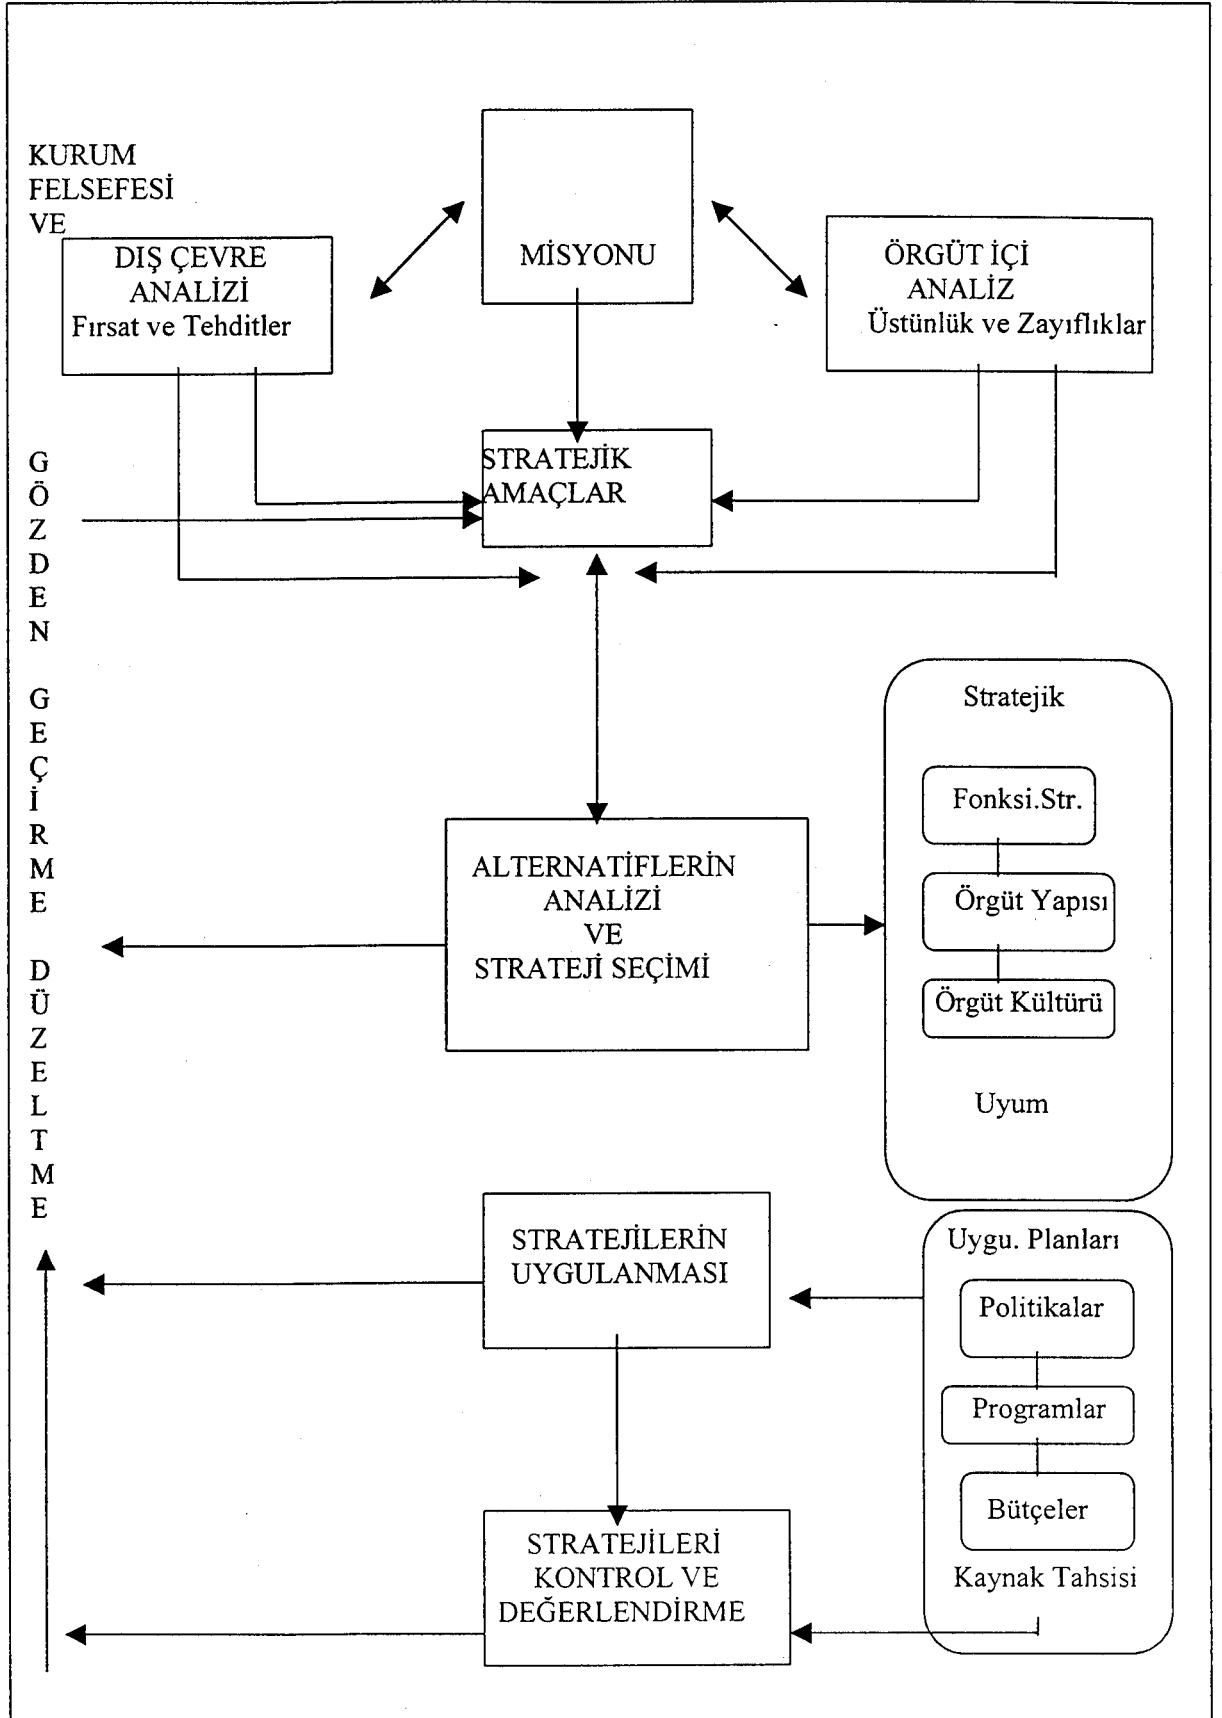 KURUM
FELSEFESİ
VE
MİSYONU
DIŞ ÇEVRE
ANALİZİ
Fırsat ve Tehditler
ÖRGÜT İÇİ
ANALİZ
Üstünlük ve Zayıflıklar
STRATEJİK
AMAÇLAR
G
Ö
Z
D
E
N
G
E
Ç
İ
R
M
E
D
Ü
Z
E
L
T
M
E
ALTERNATİFLERİN
ANALİZİ
VE
STRATEJİ SEÇİMİ
Stratejik
Fonksi.Str.
Örgüt Yapısı
Örgüt Kültürü
Uyum
STRATEJİLERİN
UYGULANMASI
Uygu. Planları
Politikalar
Programlar
Bütçeler
Kaynak Tahsisi
STRATEJİLERİ
KONTROL VE
DEĞERLENDİRME